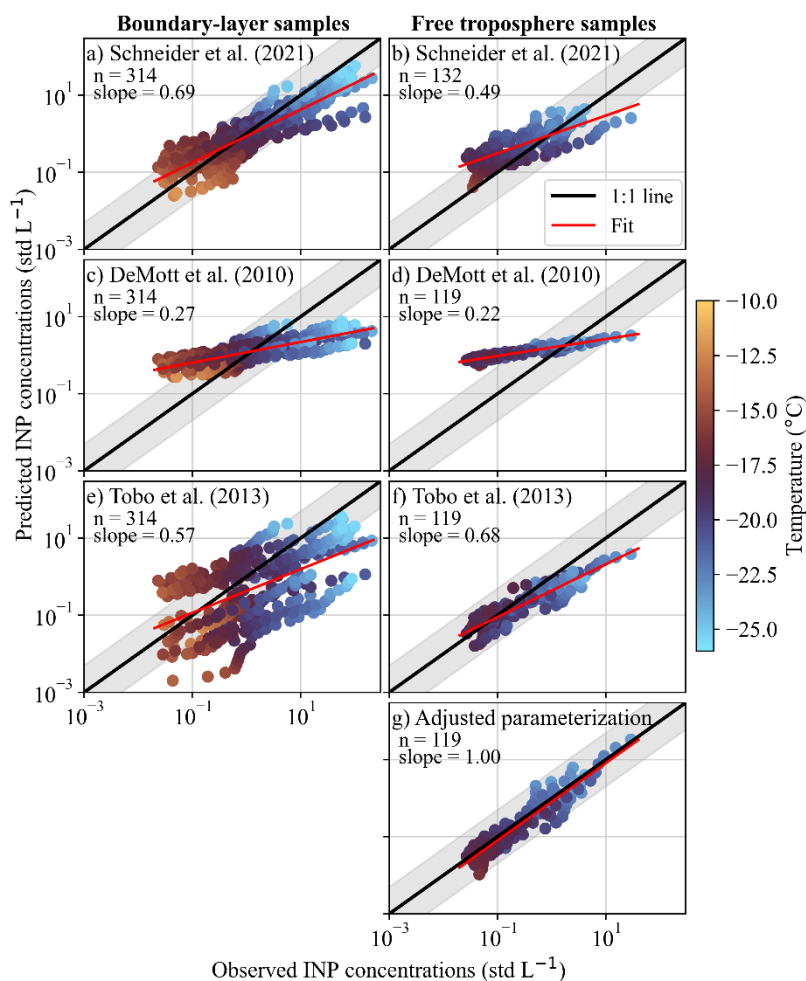 Boundary-layer samples
Free troposphere samples
a) Schneider et al. (2021)
n = 314
slope = 0.69
10¹
10⁻¹
10⁻³
b) Schneider et al. (2021)
n = 132
slope = 0.49
1:1 line
Fit
c) DeMott et al. (2010)
n = 314
slope = 0.27
10¹
10⁻¹
10⁻³
d) DeMott et al. (2010)
n = 119
slope = 0.22
e) Tobo et al. (2013)
n = 314
slope = 0.57
10¹
10⁻¹
10⁻³
10⁻³
10⁻¹
10¹
f) Tobo et al. (2013)
n = 119
slope = 0.68
g) Adjusted parameterization
n = 119
slope = 1.00
10⁻³
10⁻¹
10¹
Predicted INP concentrations (std L⁻¹)
Observed INP concentrations (std L⁻¹)
−10.0
−12.5
−15.0
−17.5
−20.0
−22.5
−25.0
Temperature (°C)